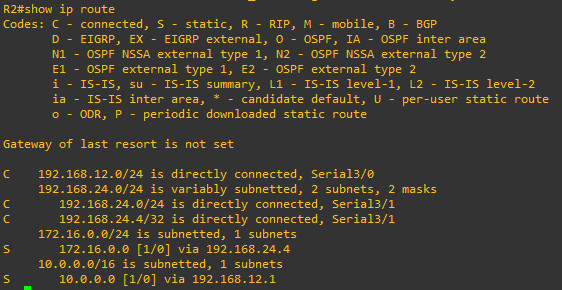 R2#show ip route
Codes: C - connected, S - static, R - RIP, M - mobile, B - BGP
D - EIGRP, EX - EIGRP external, O - OSPF, IA - OSPF inter area
N1 - OSPF NSSA external type 1, N2 - OSPF NSSA external type 2
E1 - OSPF external type 1, E2 - OSPF external type 2
i - IS-IS, su - IS-IS summary, L1 - IS-IS level-1, L2 - IS-IS level-2
ia - IS-IS inter area, * - candidate default, U - per-user static route
o - ODR, P - periodic downloaded static route
Gateway of last resort is not set
C 192.168.12.0/24 is directly connected, Serial3/0
192.168.24.0/24 is variably subnetted, 2 subnets, 2 masks
C 192.168.24.0/24 is directly connected, Serial3/1
C 192.168.24.4/32 is directly connected, Serial3/1
172.16.0.0/24 is subnetted, 1 subnets
S 172.16.0.0 [1/0] via 192.168.24.4
10.0.0.0/16 is subnetted, 1 subnets
S 10.0.0.0 [1/0] via 192.168.12.1